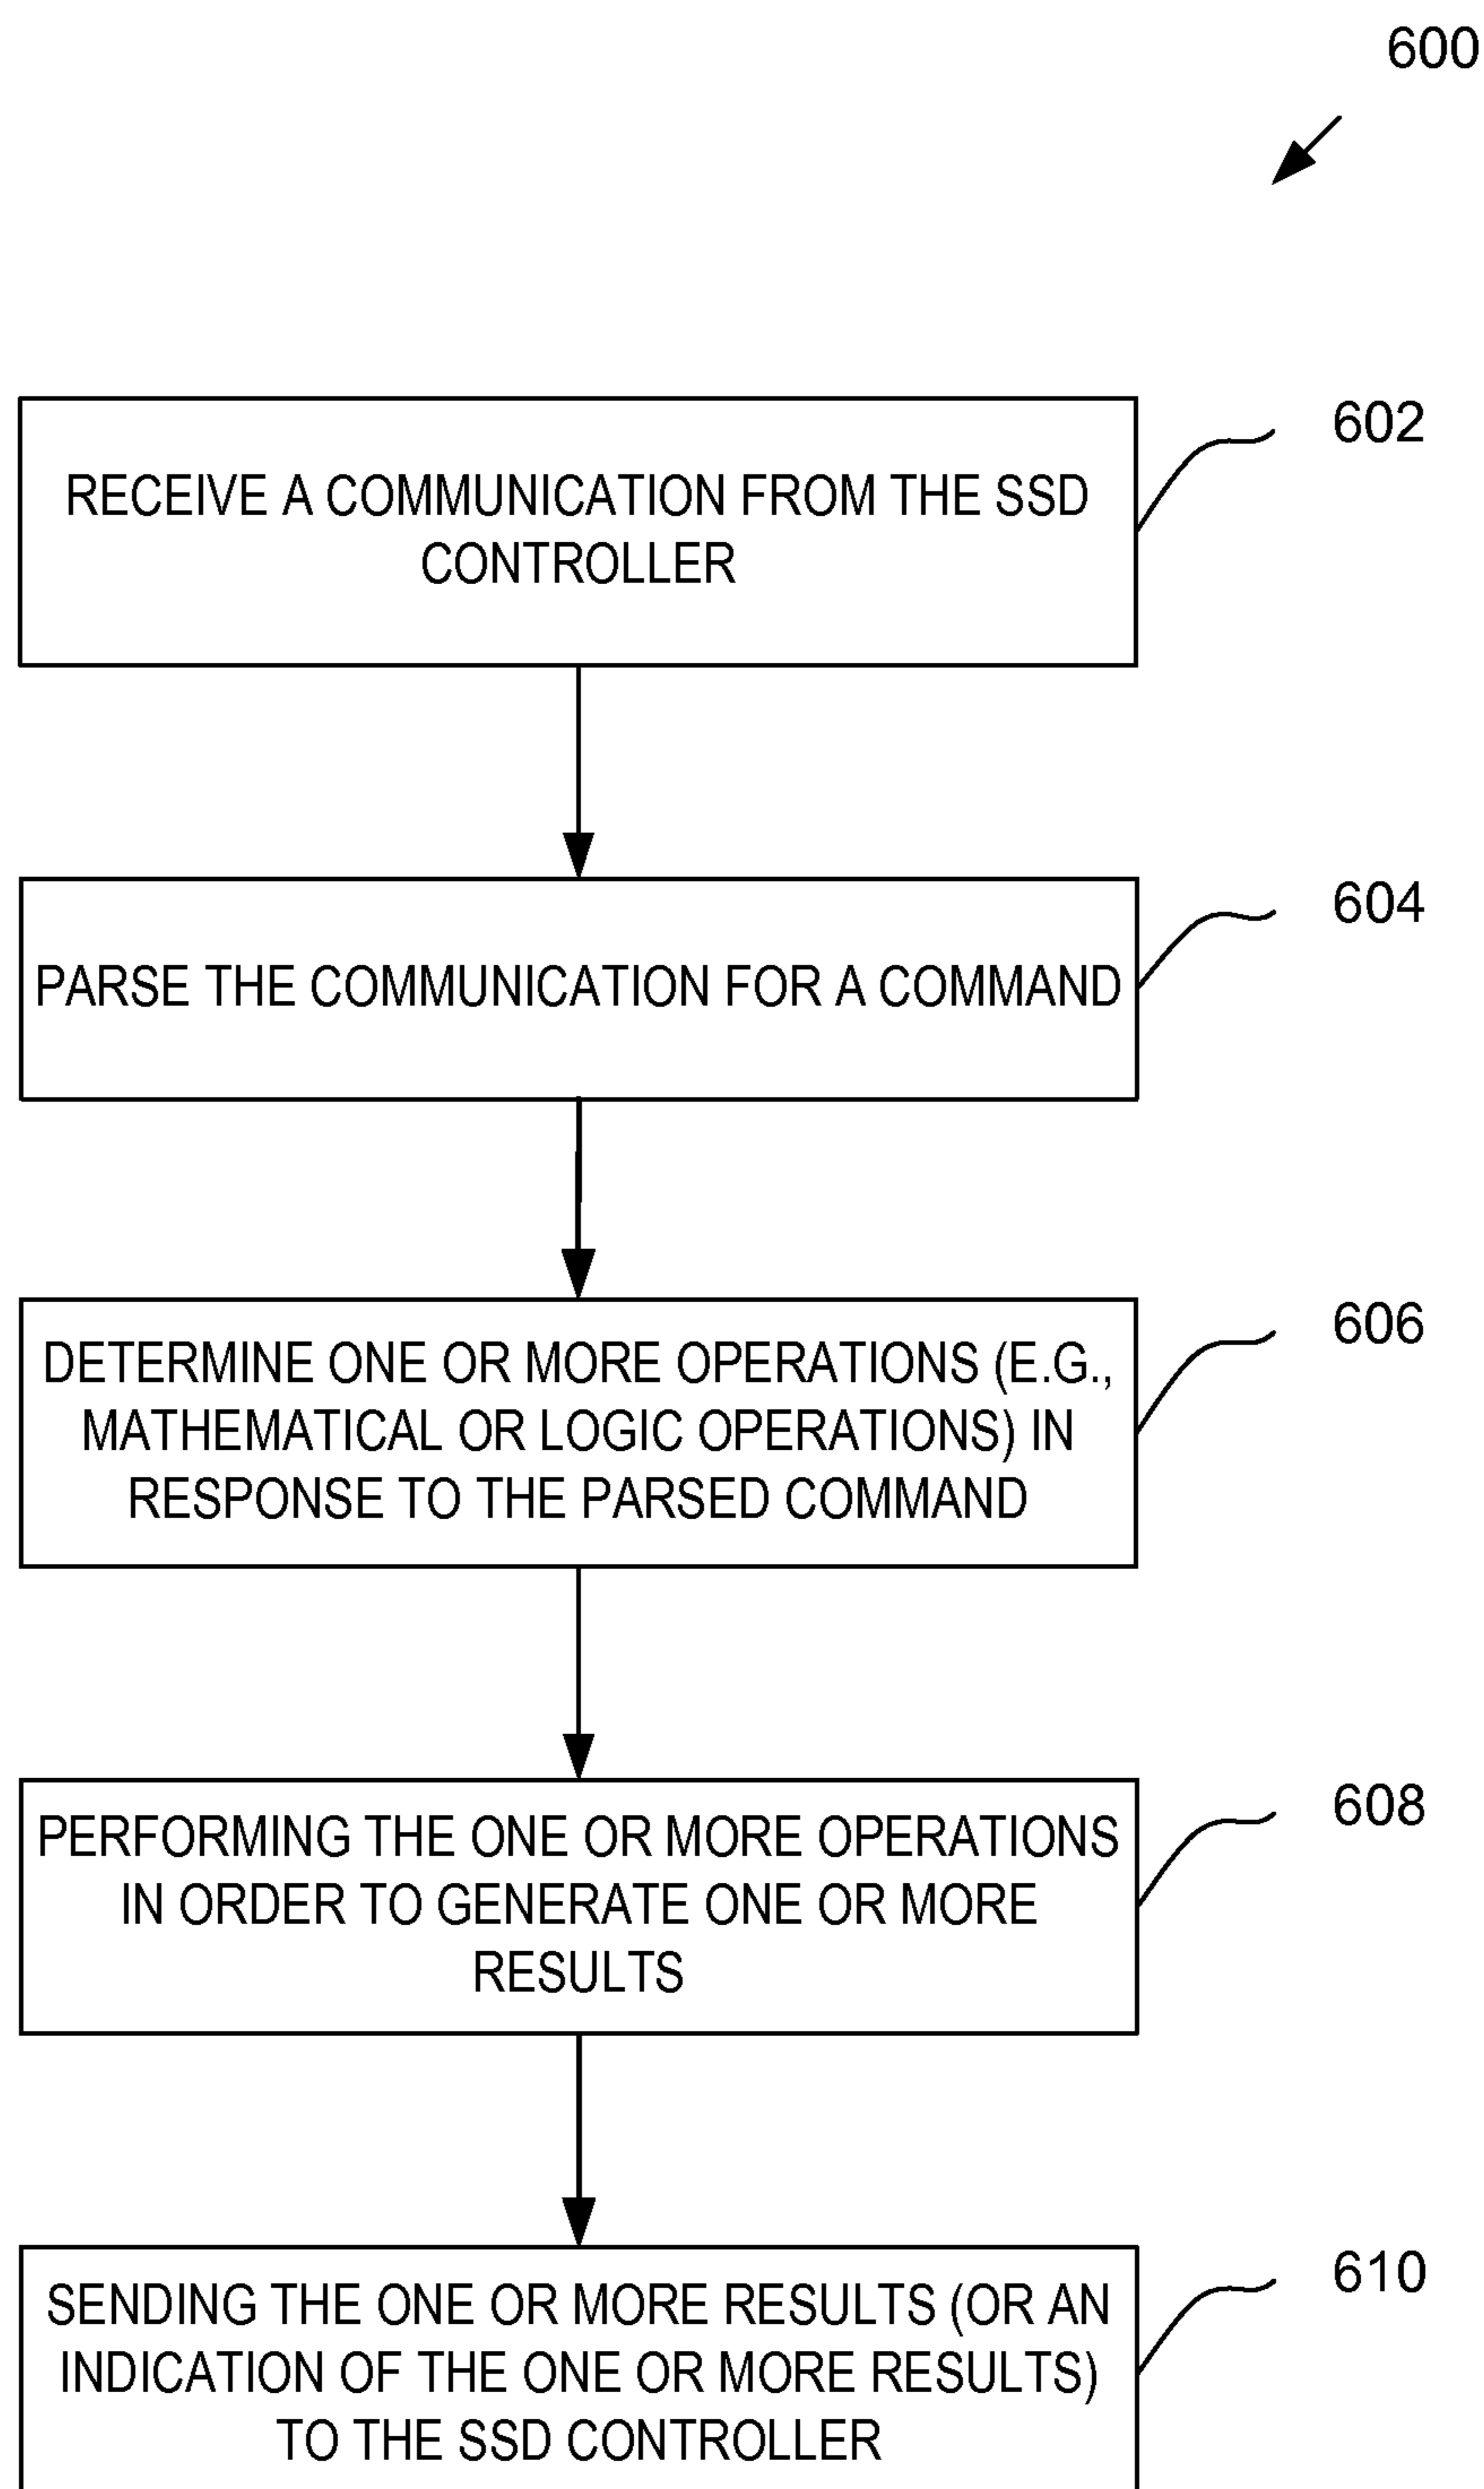 600
602
RECEIVE A COMMUNICATION FROM THE SSD
CONTROLLER
604
PARSE THE COMMUNICATION FOR A COMMAND
606
DETERMINE ONE OR MORE OPERATIONS (E.G.,
MATHEMATICAL OR LOGIC OPERATIONS) IN
RESPONSE TO THE PARSED COMMAND
608
PERFORMING THE ONE OR MORE OPERATIONS
IN ORDER TO GENERATE ONE OR MORE
RESULTS
610
SENDING THE ONE OR MORE RESULTS (OR AN
INDICATION OF THE ONE OR MORE RESULTS)
TO THE SSD CONTROLLER